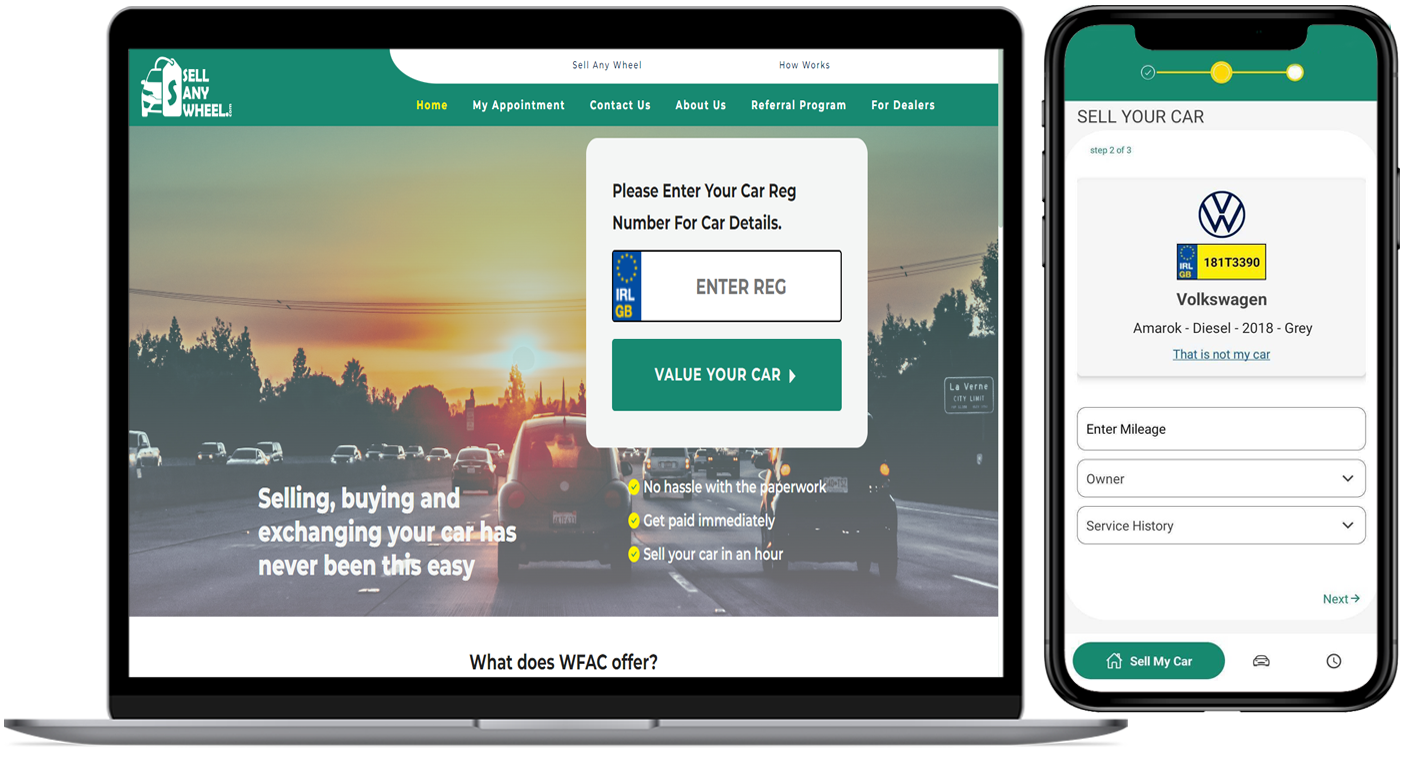 SELL
ANY
WHEEL.
Sell Any Wheel
How Works
Home
My Appointment
Contact Us
About Us
Referral Program
For Dealers
Please Enter Your Car Reg
Number For Car Details.
IRL
GB
ENTER REG
VALUE YOUR CAR
La Verne
CITY LIMIT
Selling, buying and
exchanging your car has
never been this easy
No hassle with the paperwork
Get paid immediately
Sell your car in an hour
What does WFAC offer?
SELL YOUR CAR
step 2 of 3
IRL
GB
181T3390
Volkswagen
Amarok - Diesel - 2018 - Grey
That is not my car
Enter Mileage
Owner
Service History
Next
Sell My Car